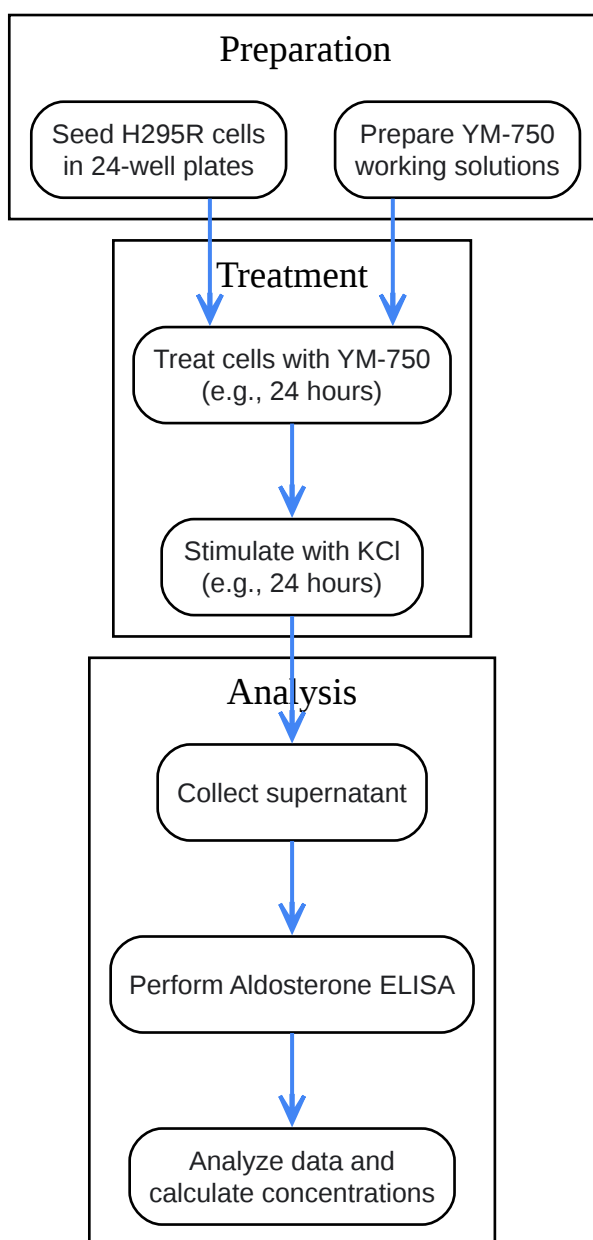 Preparation
Seed H295R cells
in 24-well plates
Prepare YM-750
working solutions
Treatment
Treat cells with YM-750
(e.g., 24 hours)
Stimulate with KCl
(e.g., 24 hours)
Analysis
Collect supernatant
Perform Aldosterone ELISA
Analyze data and
calculate concentrations